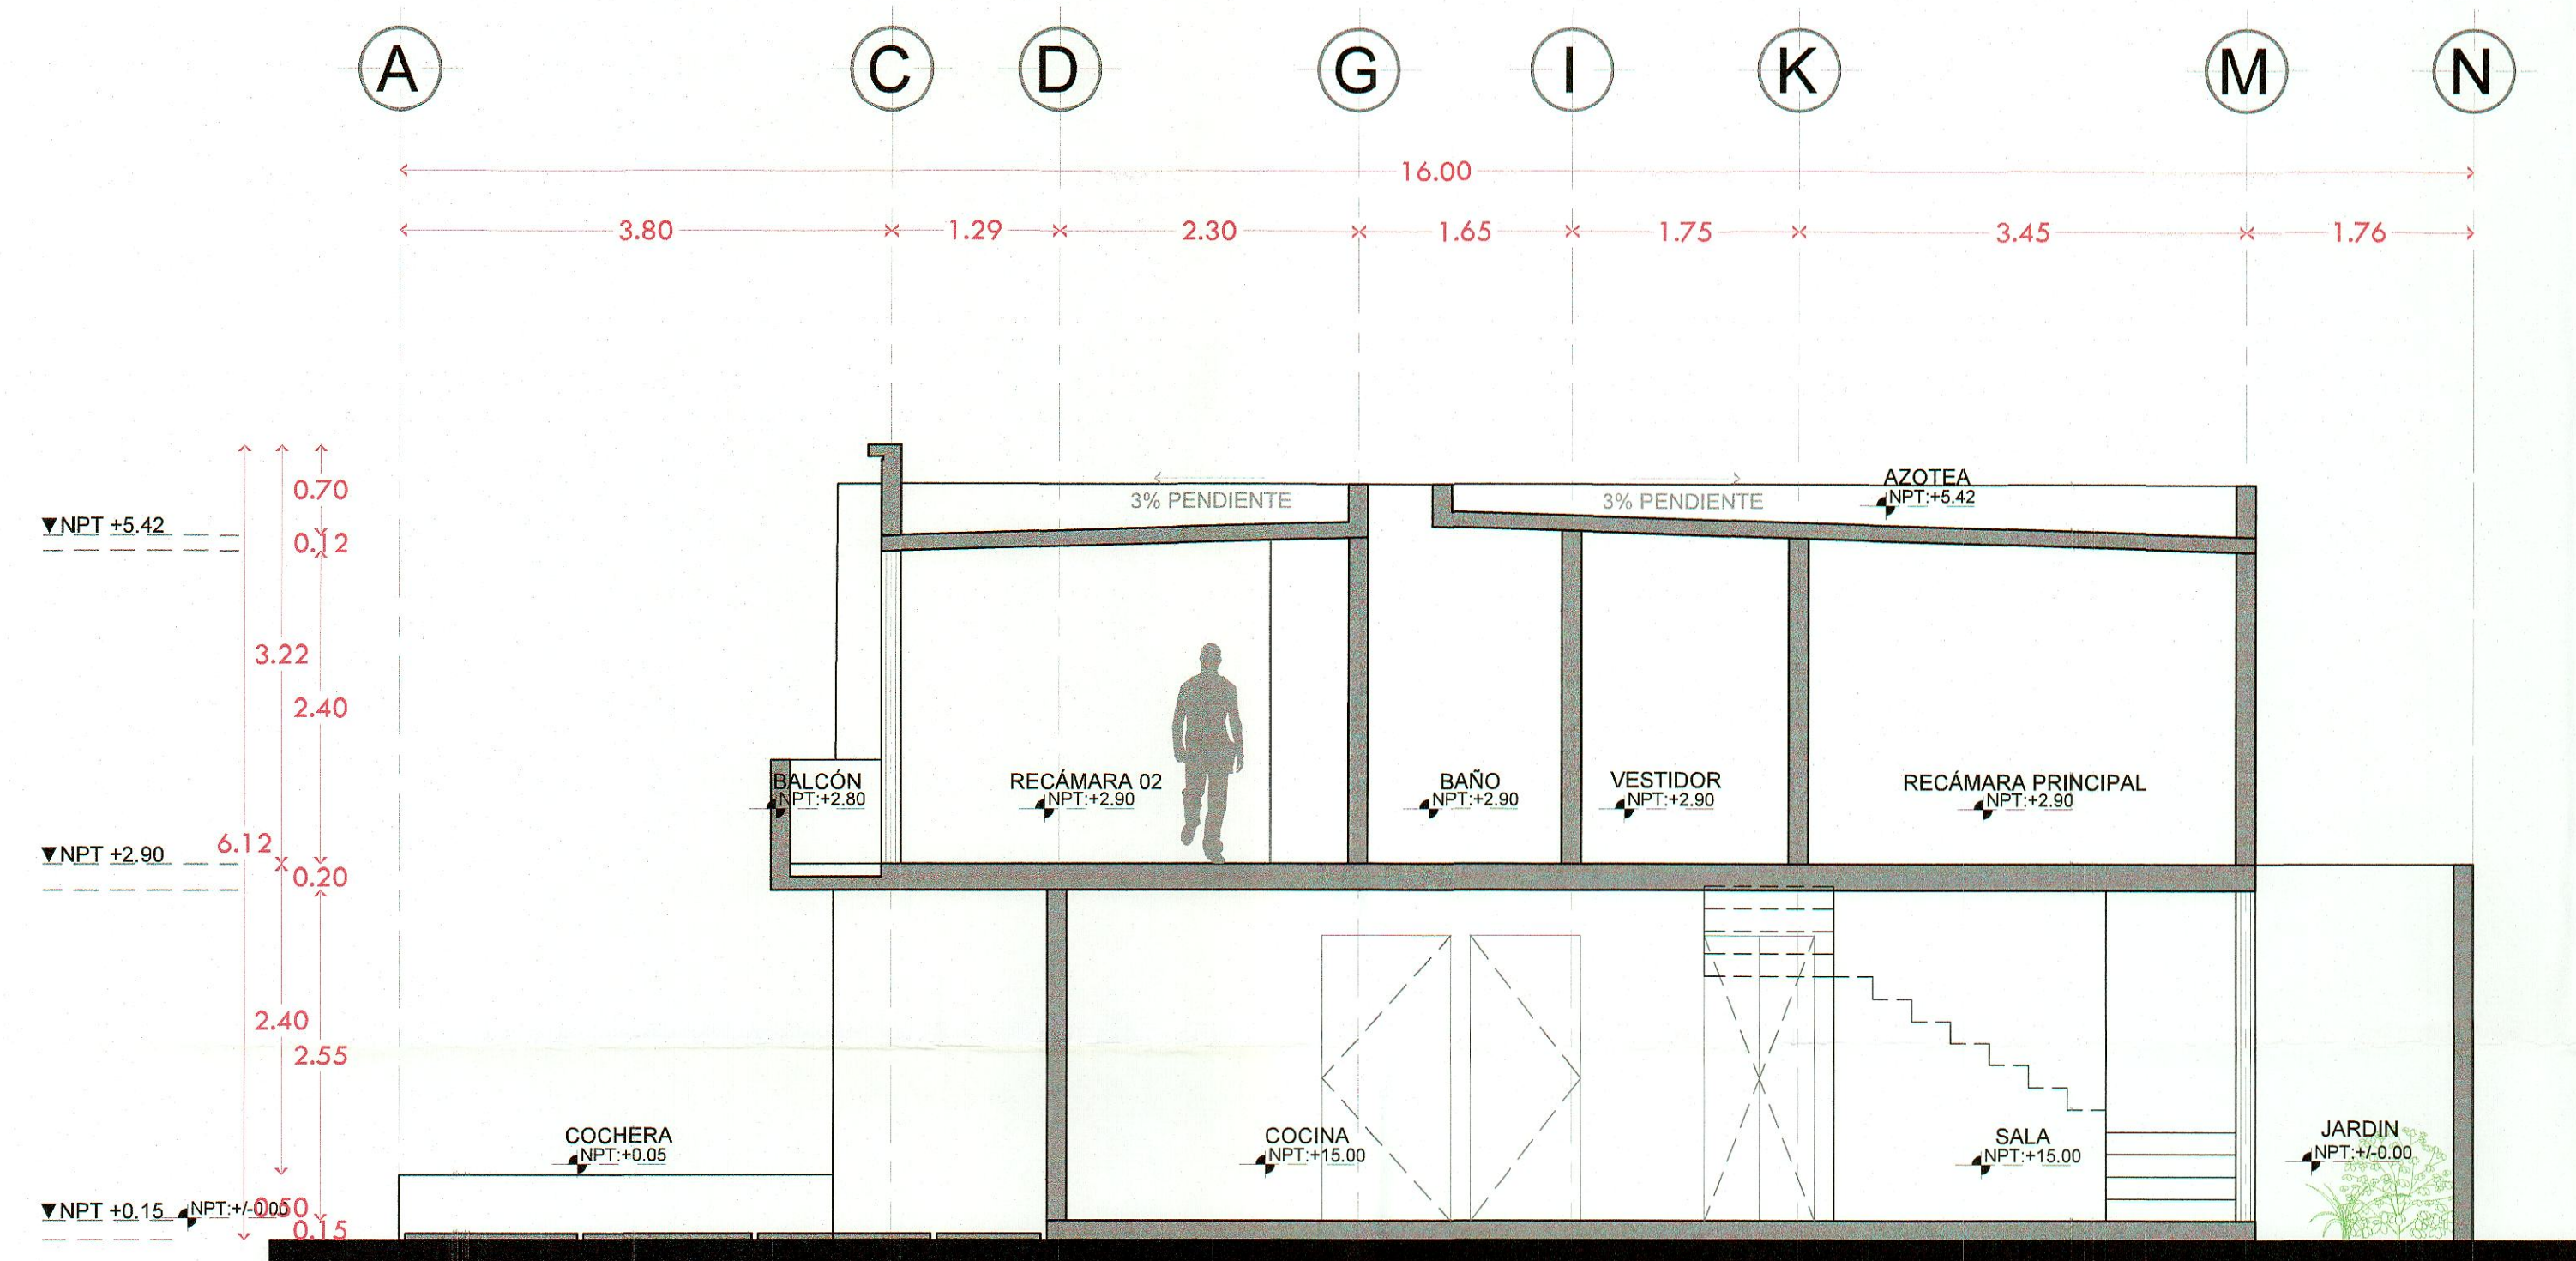 A C D G I K M N
16.00
3.80 1.29 2.30 1.65 1.75 3.45 1.76
AZOTEA
NPT:+5.42
3% PENDIENTE
3% PENDIENTE
0.70
▼NPT +5.42
0.12
3.22
2.40
BALCÓN
NPT:+2.80
RECÁMARA 02
NPT:+2.90
BAÑO
NPT:+2.90
VESTIDOR
NPT:+2.90
RECÁMARA PRINCIPAL
NPT:+2.90
6.12
▼NPT +2.90
0.20
2.40
2.55
COCHERA
NPT:+0.05
COCINA
NPT:+15.00
SALA
NPT:+15.00
JARDIN
NPT:+/-0.00
▼NPT +0.15
NPT:+/-0.00
0.50
0.15